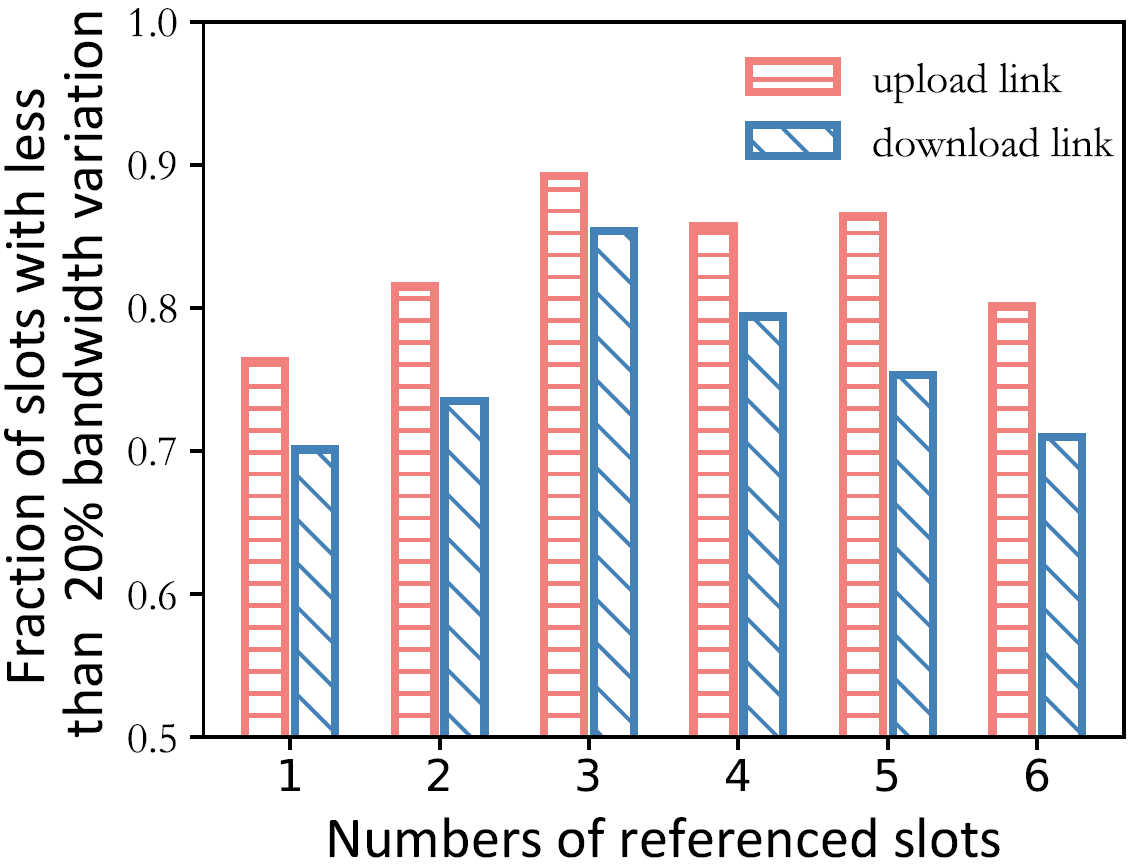 Fraction of slots with less
than 20% bandwidth variation
1.0
0.9
0.8
0.7
0.6
0.5
upload link
download link
1 2 3 4 5 6
Numbers of referenced slots